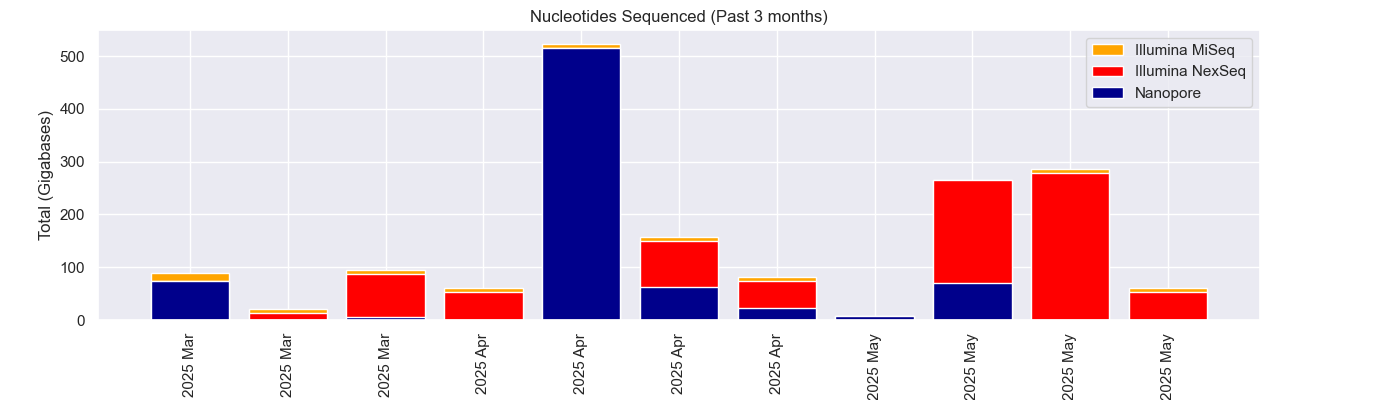 Nucleotides Sequenced (Past 3 months)
Total (Gigabases)
500
400
300
200
100
0
Illumina MiSeq
Illumina NexSeq
Nanopore
2025 Mar
2025 Mar
2025 Mar
2025 Apr
2025 Apr
2025 Apr
2025 Apr
2025 May
2025 May
2025 May
2025 May